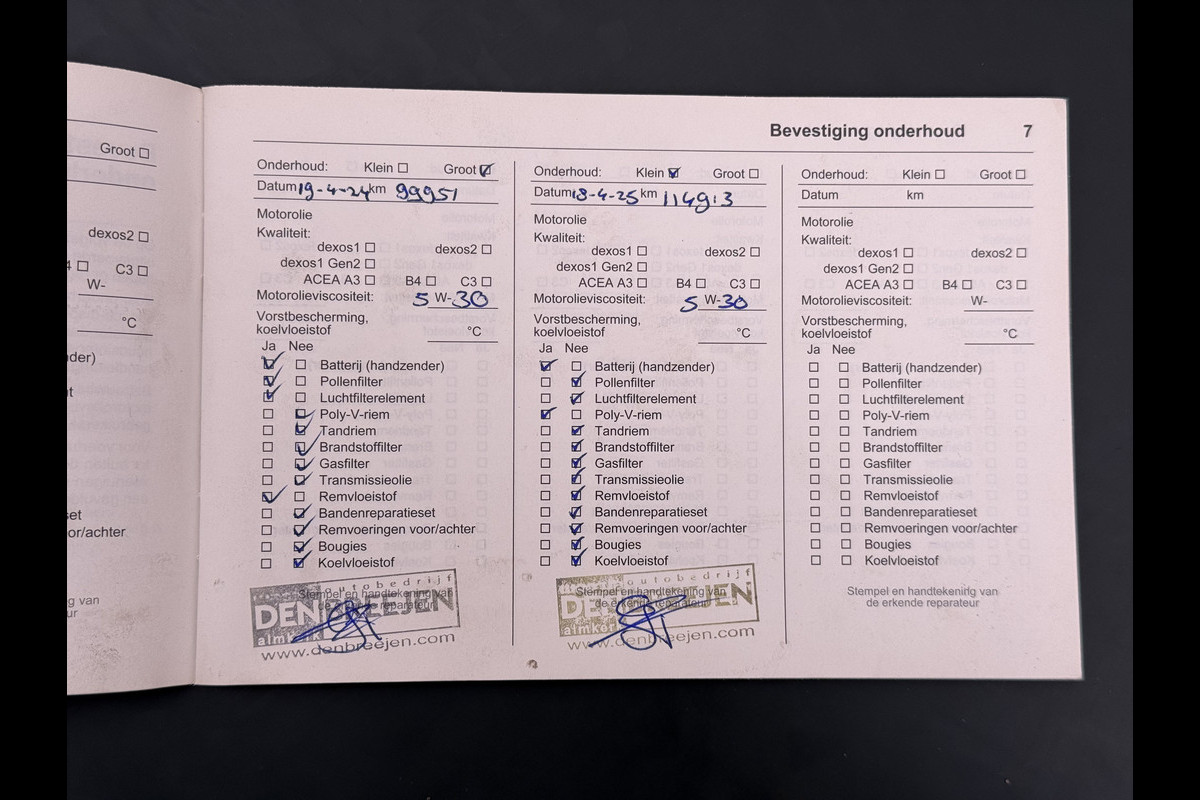 Groot
dexos2
4 C3
W-
°C
der)
t
set
or/achter
g van
ur
Bevestiging onderhoud 7
Onderhoud: Klein Groot
Datum 19-4-24 km 99951
Motorolie
Kwaliteit:
dexos1 dexos2
dexos1 Gen2
ACEA A3 B4 C3
Motorolieviscositeit: 5 W-30
Vorstbescherming,
koelvloeistof °C
Ja Nee
Batterij (handzender)
Pollenfilter
Luchtfilterelement
Poly-V-riem
Tandriem
Brandstoffilter
Gasfilter
Transmissieolie
Remvloeistof
Bandenreparatieset
Remvoeringen voor/achter
Bougies
Koelvloeistof
autobedrijf
Stempel en handtekening van
de erkende reparateur
DEN BREEJEN
almkerk
www.denbreejen.com
Onderhoud: Klein Groot
Datum 18-4-25 km
Motorolie
Kwaliteit:
dexos1 dexos2
dexos1 Gen2
ACEA A3 B4 C3
Motorolieviscositeit: 5 W-30
Vorstbescherming,
koelvloeistof °C
Ja Nee
Batterij (handzender)
Pollenfilter
Luchtfilterelement
Poly-V-riem
Tandriem
Brandstoffilter
Gasfilter
Transmissieolie
Remvloeistof
Bandenreparatieset
Remvoeringen voor/achter
Bougies
Koelvloeistof
autobedrijf
Stempel en handtekening van
de erkende reparateur
DEN BREEJEN
almkerk
www.denbreejen.com
Onderhoud: Klein Groot
Datum km
Motorolie
Kwaliteit:
dexos1 dexos2
dexos1 Gen2
ACEA A3 B4 C3
Motorolieviscositeit: W-
Vorstbescherming,
koelvloeistof °C
Ja Nee
Batterij (handzender)
Pollenfilter
Luchtfilterelement
Poly-V-riem
Tandriem
Brandstoffilter
Gasfilter
Transmissieolie
Remvloeistof
Bandenreparatieset
Remvoeringen voor/achter
Bougies
Koelvloeistof
Stempel en handtekening van
de erkende reparateur